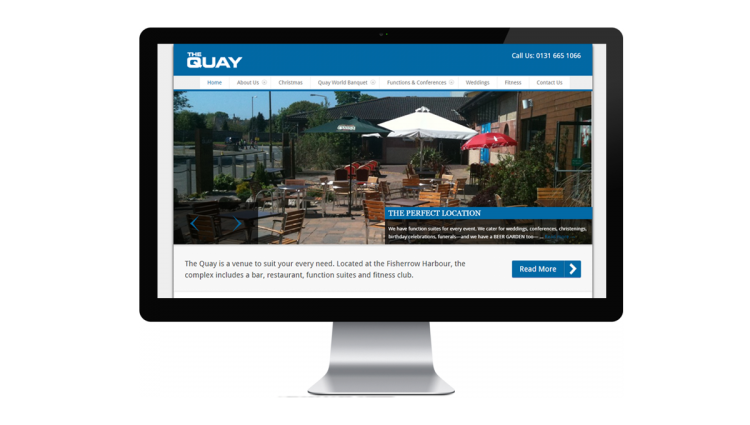 THE
QUAY
Call Us: 0131 665 1066
Home About Us Christmas Quay World Banquet Functions & Conferences Weddings Fitness Contact Us
THE PERFECT LOCATION
We have function suites for every event. We cater for weddings, conferences, christenings,
birthday celebrations, funerals—and we have a BEER GARDEN too— ...
The Quay is a venue to suit your every need. Located at the Fisherrow Harbour, the
complex includes a bar, restaurant, function suites and fitness club.
Read More